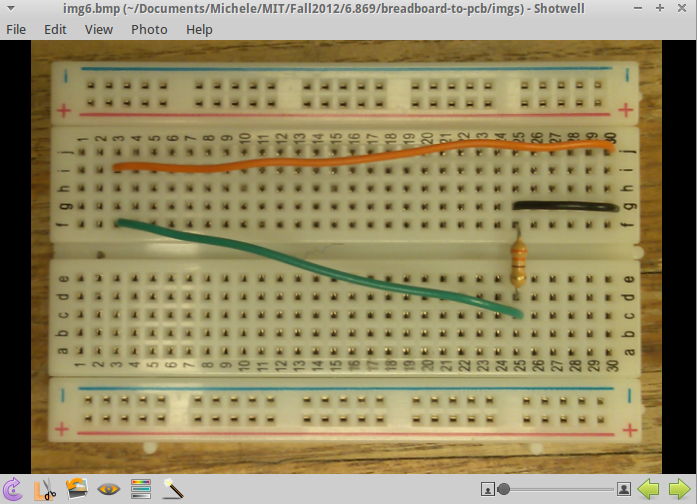 img6.bmp (~/Documents/Michele/MIT/Fall2012/6.869/breadboard-to-pcb/imgs) - Shotwell
File Edit View Photo Help
− −
+ +
1 2 3 4 5 6 7 8 9 10 11 12 13 14 15 16 17 18 19 20 21 22 23 24 25 26 27 28 29 30
j j
i i
h h
g g
f f
e e
d d
c c
b b
a a
1 2 3 4 5 6 7 8 9 10 11 12 13 14 15 16 17 18 19 20 21 22 23 24 25 26 27 28 29 30
− −
+ +